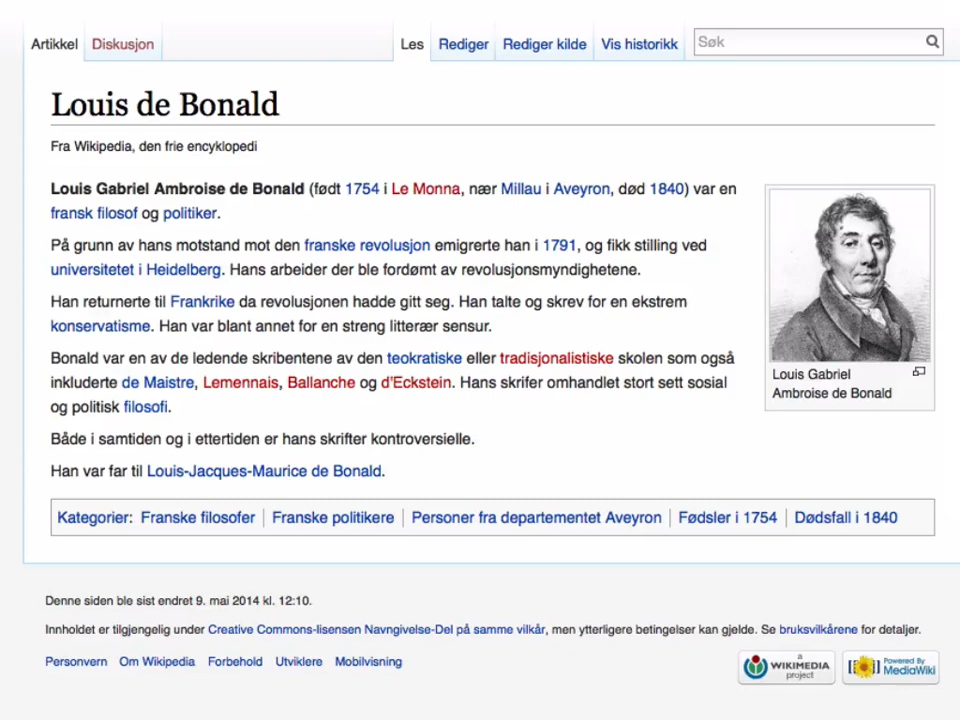 Artikkel Diskusjon Les Rediger Rediger kilde Vis historikk Søk
Louis de Bonald
Fra Wikipedia, den frie encyklopedi
Louis Gabriel Ambroise de Bonald (født 1754 i Le Monna, nær Millau i Aveyron, død 1840) var en
fransk filosof og politiker.
På grunn av hans motstand mot den franske revolusjon emigrerte han i 1791, og fikk stilling ved
universitetet i Heidelberg. Hans arbeider der ble fordømt av revolusjonsmyndighetene.
Han returnerte til Frankrike da revolusjonen hadde gitt seg. Han talte og skrev for en ekstrem
konservatisme. Han var blant annet for en streng litterær sensur.
Bonald var en av de ledende skribentene av den teokratiske eller tradisjonalistiske skolen som også
inkluderte de Maistre, Lemennais, Ballanche og d'Eckstein. Hans skrifer omhandlet stort sett sosial
og politisk filosofi.
Både i samtiden og i ettertiden er hans skrifter kontroversielle.
Han var far til Louis-Jacques-Maurice de Bonald.
Louis Gabriel
Ambroise de Bonald
Kategorier: Franske filosofer Franske politikere Personer fra departementet Aveyron Fødsler i 1754 Dødsfall i 1840
Denne siden ble sist endret 9. mai 2014 kl. 12:10.
Innholdet er tilgjengelig under Creative Commons-lisensen Navngivelse-Del på samme vilkår, men ytterligere betingelser kan gjelde. Se bruksvilkårene for detaljer.
Personvern Om Wikipedia Forbehold Utviklere Mobilvisning
a
WIKIMEDIA
project
Powered By
MediaWiki